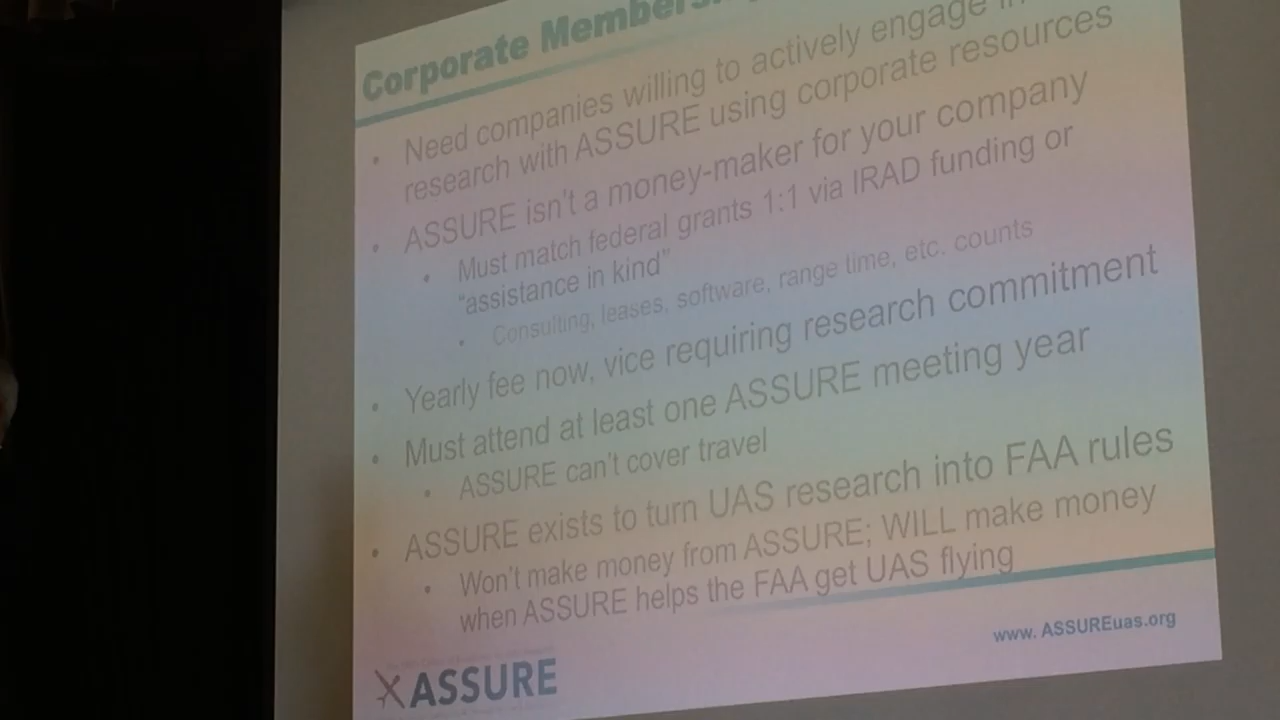 Corporate Membersh
• Need companies willing to actively engage in
research with ASSURE using corporate resources
• ASSURE isn't a money-maker for your company
• Must match federal grants 1:1 via IRAD funding or
"assistance in kind"
• Consulting, leases, software, range time, etc. counts
• Yearly fee now, vice requiring research commitment
• Must attend at least one ASSURE meeting year
• ASSURE can't cover travel
• ASSURE exists to turn UAS research into FAA rules
• Won't make money from ASSURE; WILL make money
when ASSURE helps the FAA get UAS flying
www. ASSUREuas.org
ASSURE